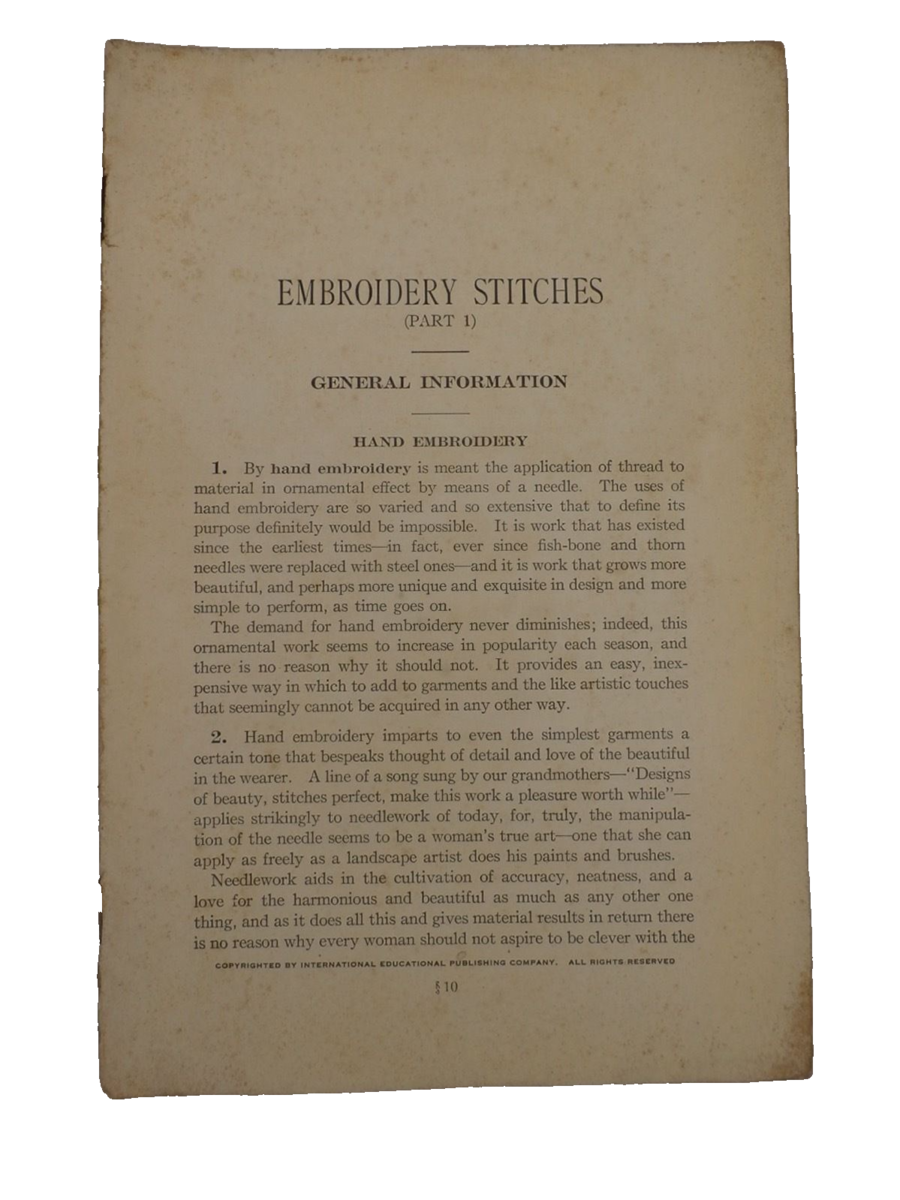 EMBROIDERY STITCHES
(PART 1)
GENERAL INFORMATION
HAND EMBROIDERY
1. By hand embroidery is meant the application of thread to
material in ornamental effect by means of a needle. The uses of
hand embroidery are so varied and so extensive that to define its
purpose definitely would be impossible. It is work that has existed
since the earliest times—in fact, ever since fish-bone and thorn
needles were replaced with steel ones—and it is work that grows more
beautiful, and perhaps more unique and exquisite in design and more
simple to perform, as time goes on.
The demand for hand embroidery never diminishes; indeed, this
ornamental work seems to increase in popularity each season, and
there is no reason why it should not. It provides an easy, inex-
pensive way in which to add to garments and the like artistic touches
that seemingly cannot be acquired in any other way.
2. Hand embroidery imparts to even the simplest garments a
certain tone that bespeaks thought of detail and love of the beautiful
in the wearer. A line of a song sung by our grandmothers—"Designs
of beauty, stitches perfect, make this work a pleasure worth while"—
applies strikingly to needlework of today, for, truly, the manipula-
tion of the needle seems to be a woman's true art—one that she can
apply as freely as a landscape artist does his paints and brushes.
Needlework aids in the cultivation of accuracy, neatness, and a
love for the harmonious and beautiful as much as any other one
thing, and as it does all this and gives material results in return there
is no reason why every woman should not aspire to be clever with the
COPYRIGHTED BY INTERNATIONAL EDUCATIONAL PUBLISHING COMPANY. ALL RIGHTS RESERVED
§ 10